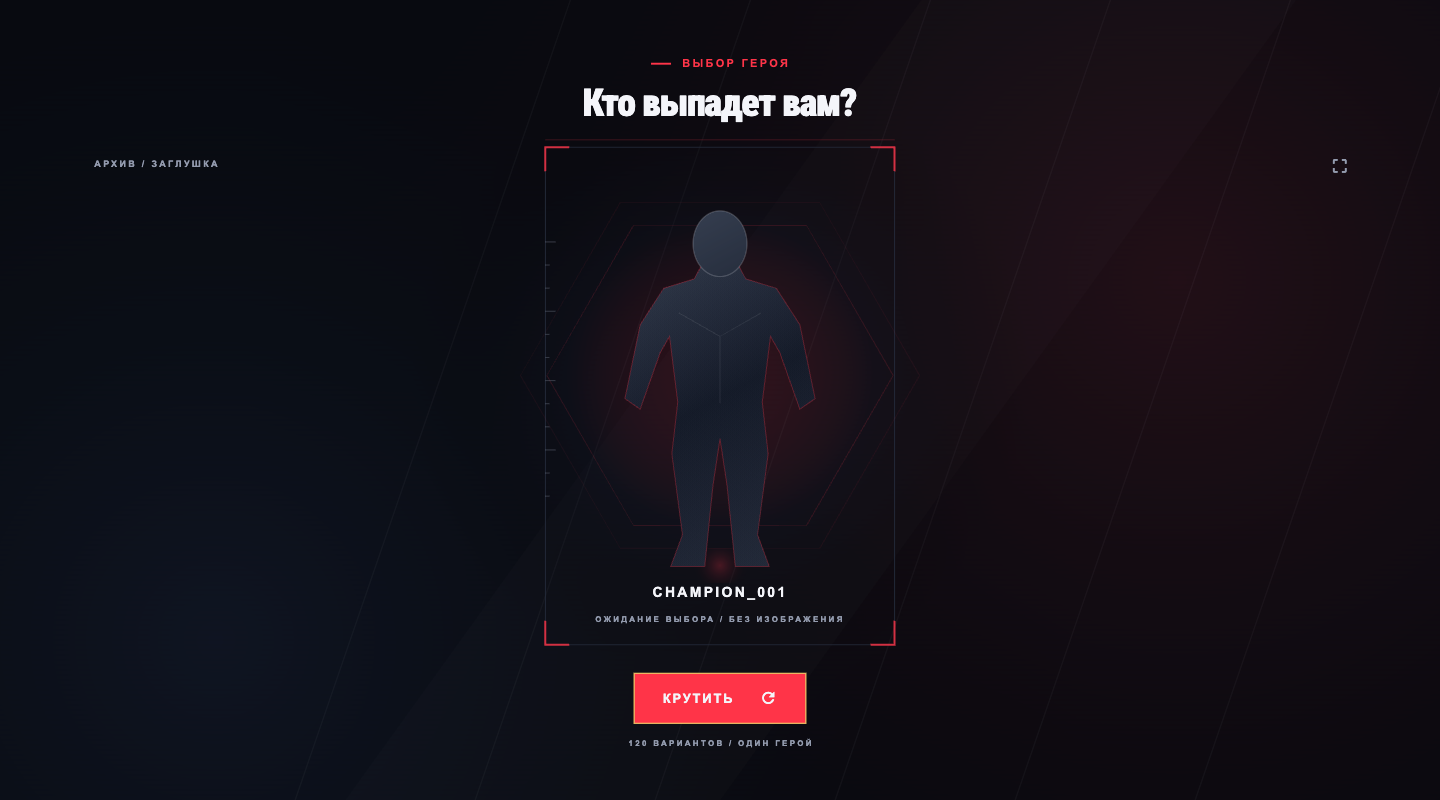 ВЫБОР ГЕРОЯ
Кто выпадет вам?
АРХИВ / ЗАГЛУШКА
CHAMPION_001
ОЖИДАНИЕ ВЫБОРА / БЕЗ ИЗОБРАЖЕНИЯ
КРУТИТЬ
120 ВАРИАНТОВ / ОДИН ГЕРОЙ